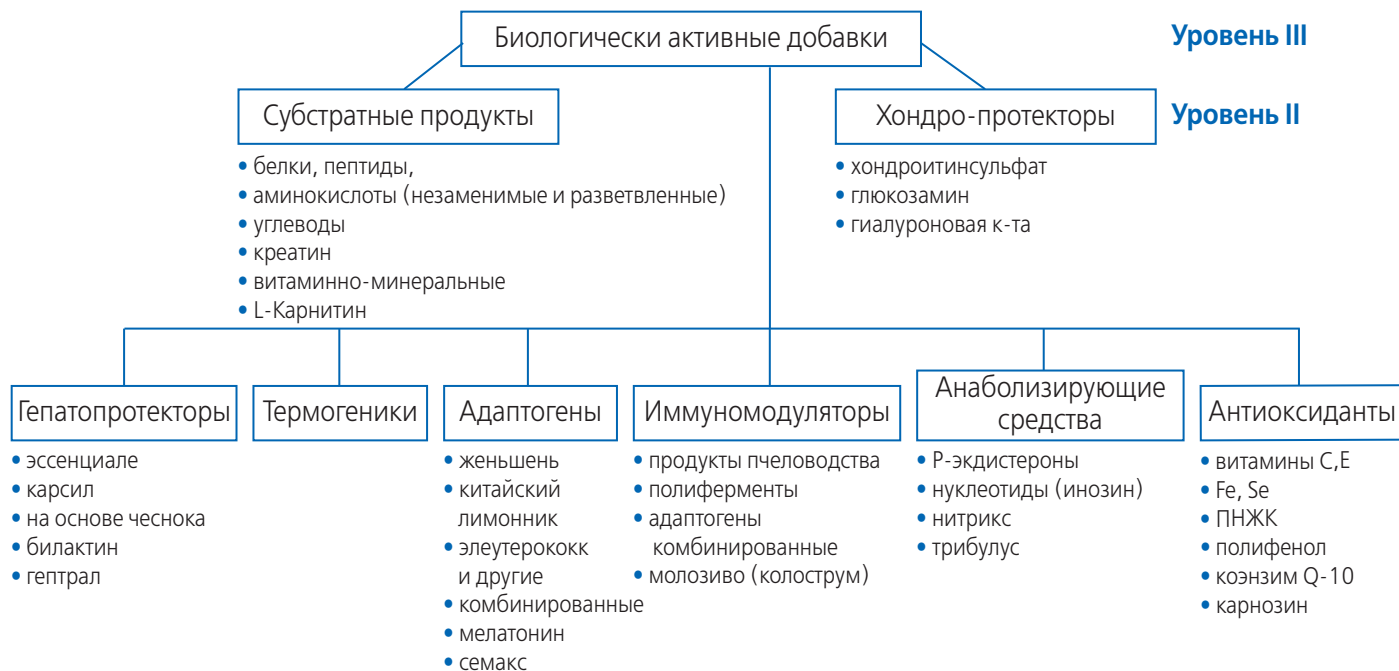 Биологически активные добавки
Уровень III
Субстратные продукты
• белки, пептиды,
• аминокислоты (незаменимые и разветвленные)
• углеводы
• креатин
• витаминно-минеральные
• L-Карнитин
Хондро-протекторы
Уровень II
• хондроитинсульфат
• глюкозамин
• гиалуроновая к-та
Гепатопротекторы
• эссенциале
• карсил
• на основе чеснока
• билактин
• гептрал
Термогеники
Адаптогены
• женьшень
• китайский
лимонник
• элеутерококк
и другие
• комбинированные
• мелатонин
• семакс
Иммуномодуляторы
• продукты пчеловодства
• полиферменты
• адаптогены
комбинированные
• молозиво (колострум)
Анаболизирующие
средства
• Р-экдистероны
• нуклеотиды (инозин)
• нитрикс
• трибулус
Антиоксиданты
• витамины С,Е
• Fe, Se
• ПНЖК
• полифенол
• коэнзим Q-10
• карнозин